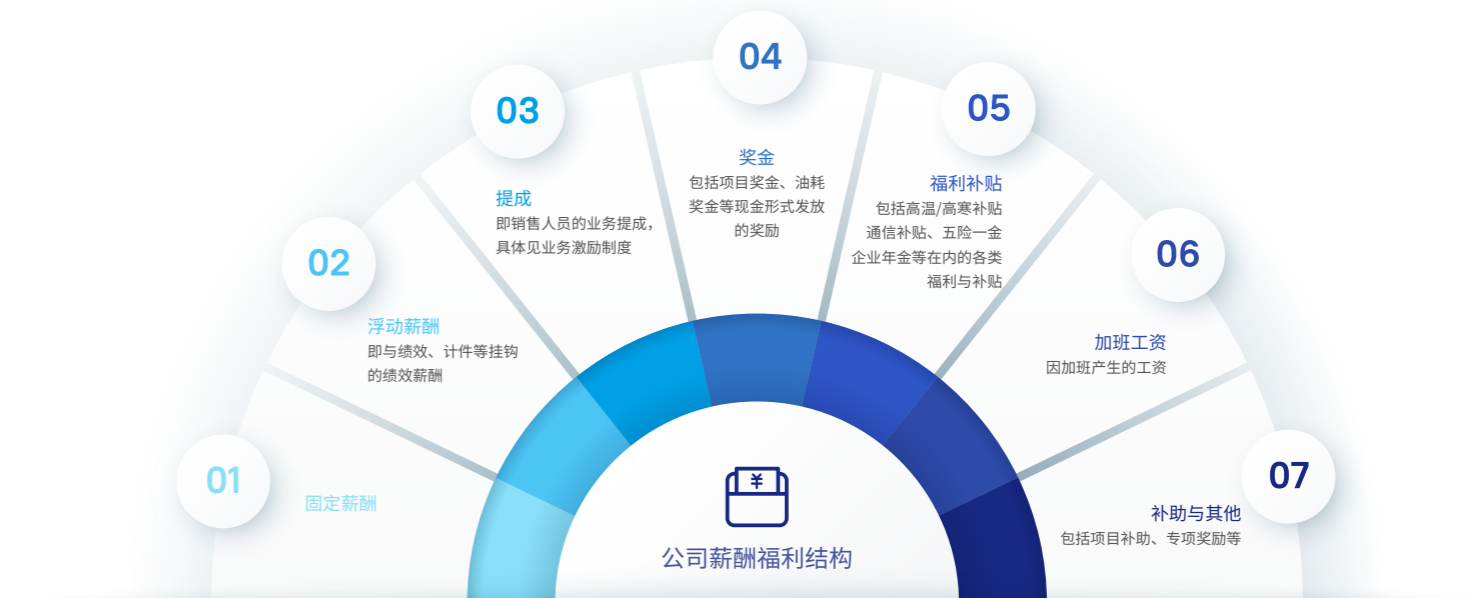 01
固定薪酬
02
浮动薪酬
即与绩效、计件等挂钩
的绩效薪酬
03
提成
即销售人员的业务提成，
具体见业务激励制度
04
奖金
包括项目奖金、油耗
奖金等现金形式发放
的奖励
05
福利补贴
包括高温/高寒补贴
通信补贴、五险一金
企业年金等在内的各类
福利与补贴
06
加班工资
因加班产生的工资
07
补助与其他
包括项目补助、专项奖励等
¥
公司薪酬福利结构